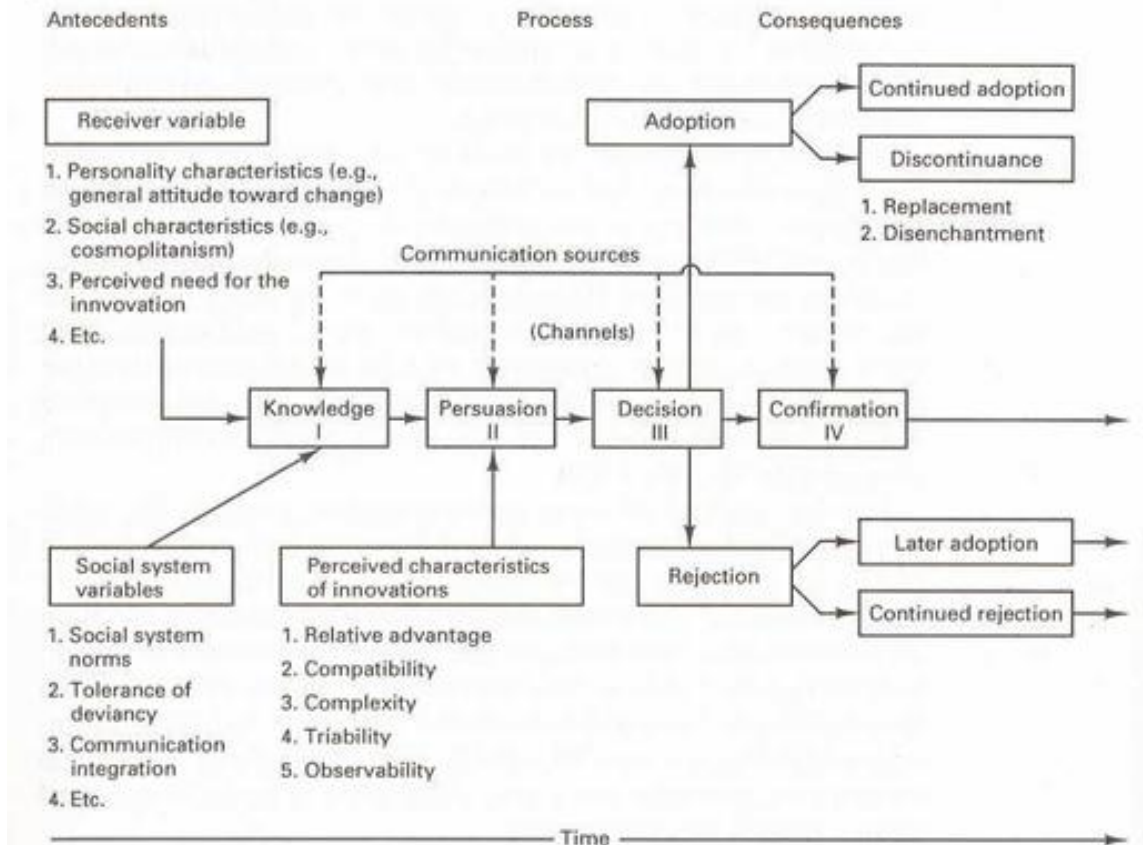 Antecedents
Process
Consequences
Receiver variable
1. Personality characteristics (e.g.,
general attitude toward change)
2. Social characteristics (e.g.,
cosmoplitanism)
3. Perceived need for the
innvovation
4. Etc.
Adoption
Continued adoption
Discontinuance
1. Replacement
2. Disenchantment
Communication sources
(Channels)
Knowledge
I
Persuasion
II
Decision
III
Confirmation
IV
Social system
variables
1. Social system
norms
2. Tolerance of
deviancy
3. Communication
integration
4. Etc.
Perceived characteristics
of innovations
1. Relative advantage
2. Compatibility
3. Complexity
4. Triability
5. Observability
Rejection
Later adoption
Continued rejection
Time